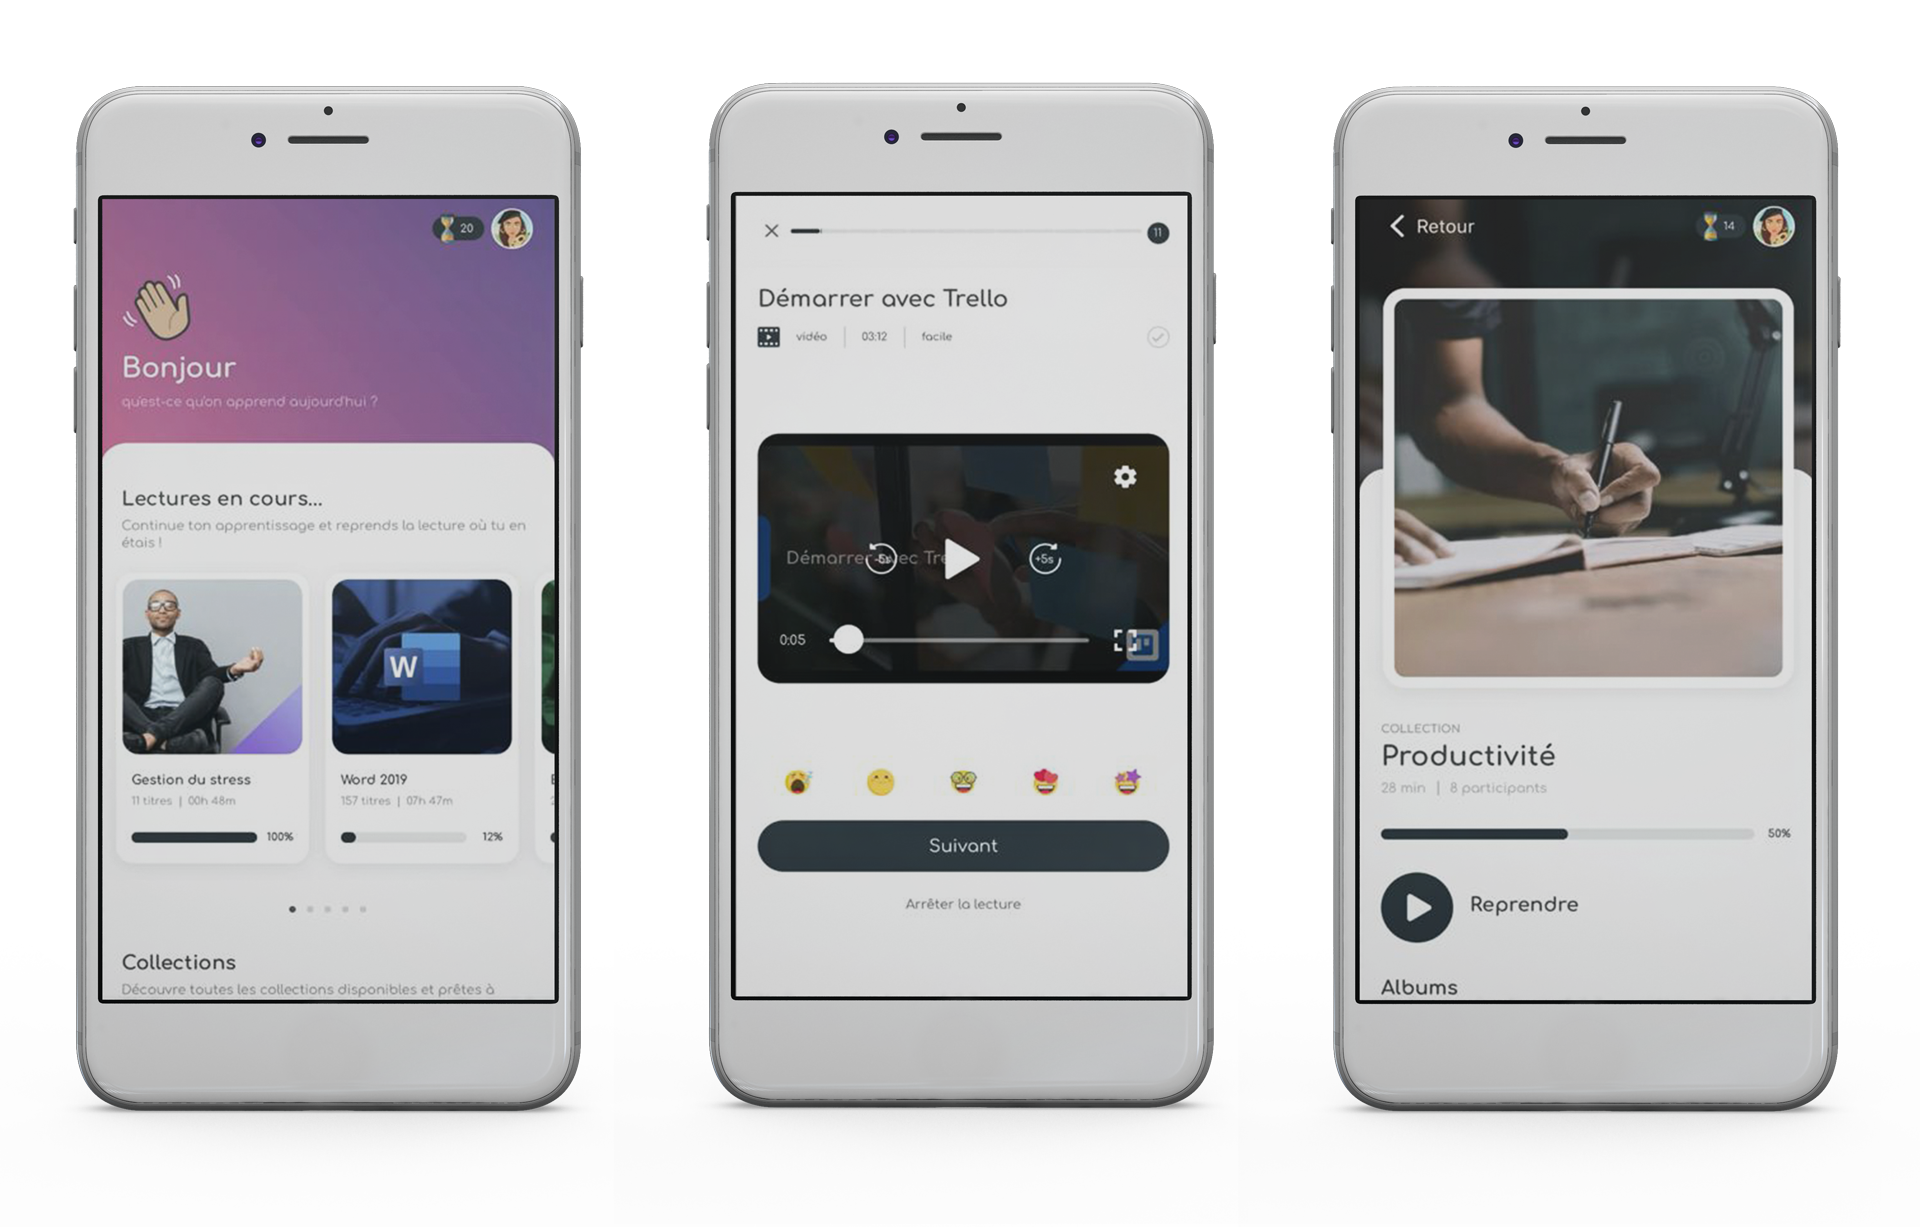 20
Bonjour
qu'est-ce qu'on apprend aujourd'hui ?
Lectures en cours...
Continue ton apprentissage et reprends la lecture où tu en
étais !
W
Gestion du stress
11 titres | 00h 48m
100%
Word 2019
157 titres | 07h 47m
12%
Collections
Découvre toutes les collections disponibles et prêtes à
11
Démarrer avec Trello
vidéo | 03:12 | facile
Démarrer avec Tre
-5s
+5s
0:05
Suivant
Arrêter la lecture
Retour
14
COLLECTION
Productivité
28 min | 8 participants
50%
Reprendre
Albums